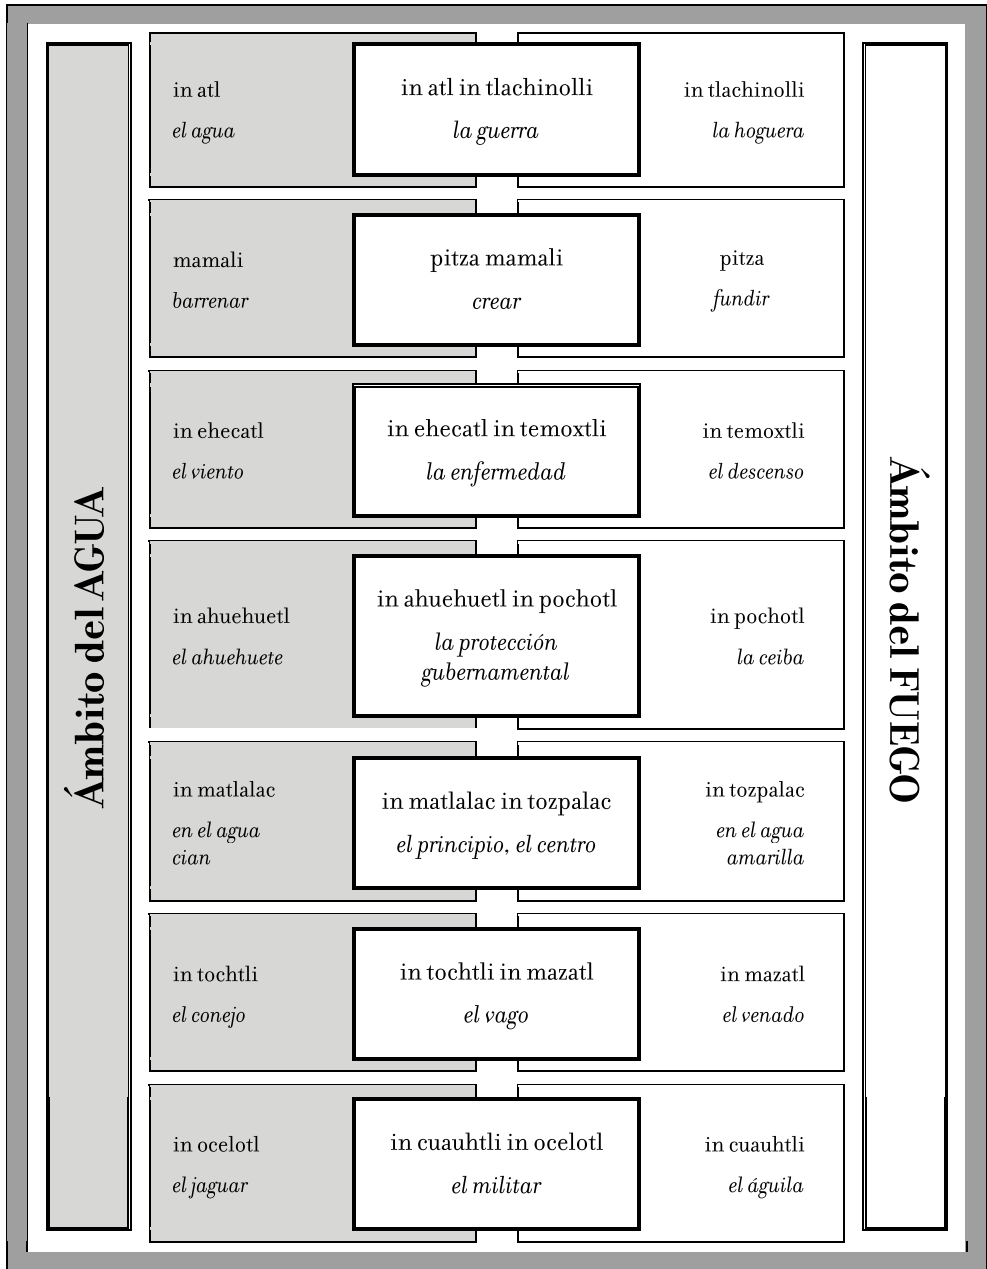 Ámbito del AGUA
in atl
el agua
in atl in tlachinolli
la guerra
in tlachinolli
la hoguera
mamali
barrenar
pitza mamali
crear
pitza
fundir
in ehecatl
el viento
in ehecatl in temoxtli
la enfermedad
in temoxtli
el descenso
in ahuehuetl
el ahuehuete
in ahuehuetl in pochotl
la protección
gubernamental
in pochotl
la ceiba
in matlalac
en el agua
cian
in matlalac in tozpalac
el principio, el centro
in tozpalac
en el agua
amarilla
in tochtli
el conejo
in tochtli in mazatl
el vago
in mazatl
el venado
in ocelotl
el jaguar
in cuauhtli in ocelotl
el militar
in cuauhtli
el águila
Ámbito del FUEGO